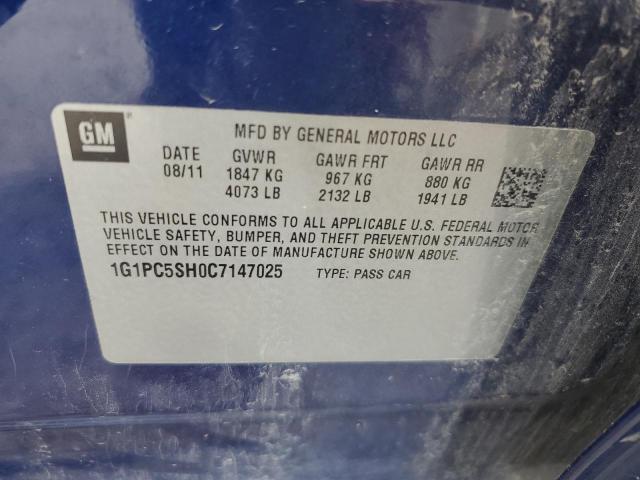 GM
MFD BY GENERAL MOTORS LLC
DATE GVWR GAWR FRT GAWR RR
08/11 1847 KG 967 KG 880 KG
4073 LB 2132 LB 1941 LB
THIS VEHICLE CONFORMS TO ALL APPLICABLE U.S. FEDERAL MOTOR
VEHICLE SAFETY, BUMPER, AND THEFT PREVENTION STANDARDS IN
EFFECT ON THE DATE OF MANUFACTURE SHOWN ABOVE.
1G1PC5SH0C7147025 TYPE: PASS CAR